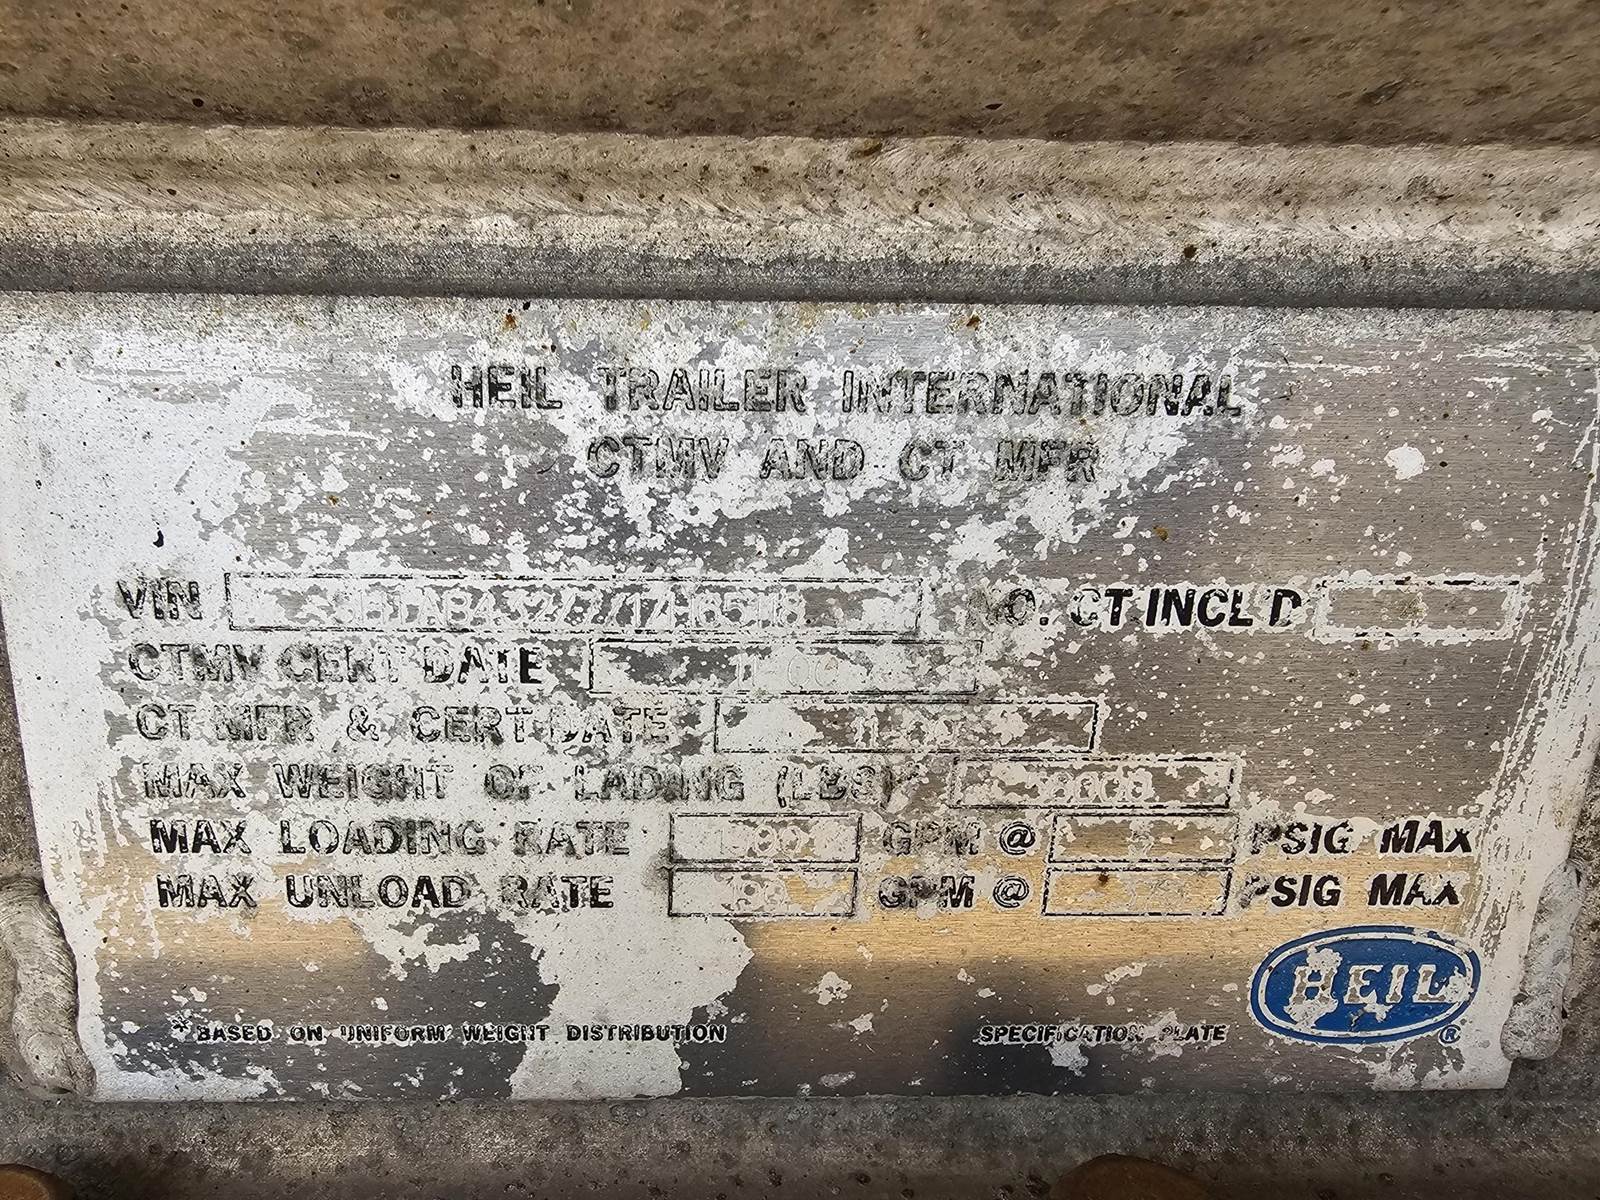 HEIL TRAILER INTERNATIONAL
CTMV AND CT MFR
VIN NO. CT INCL'D
CTMV CERT DATE
CT MFR & CERT DATE
MAX WEIGHT OF LADING (LBS)
MAX LOADING RATE GPM @ PSIG MAX
MAX UNLOAD RATE GPM @ PSIG MAX
HEIL ®
*BASED ON UNIFORM WEIGHT DISTRIBUTION SPECIFICATION PLATE